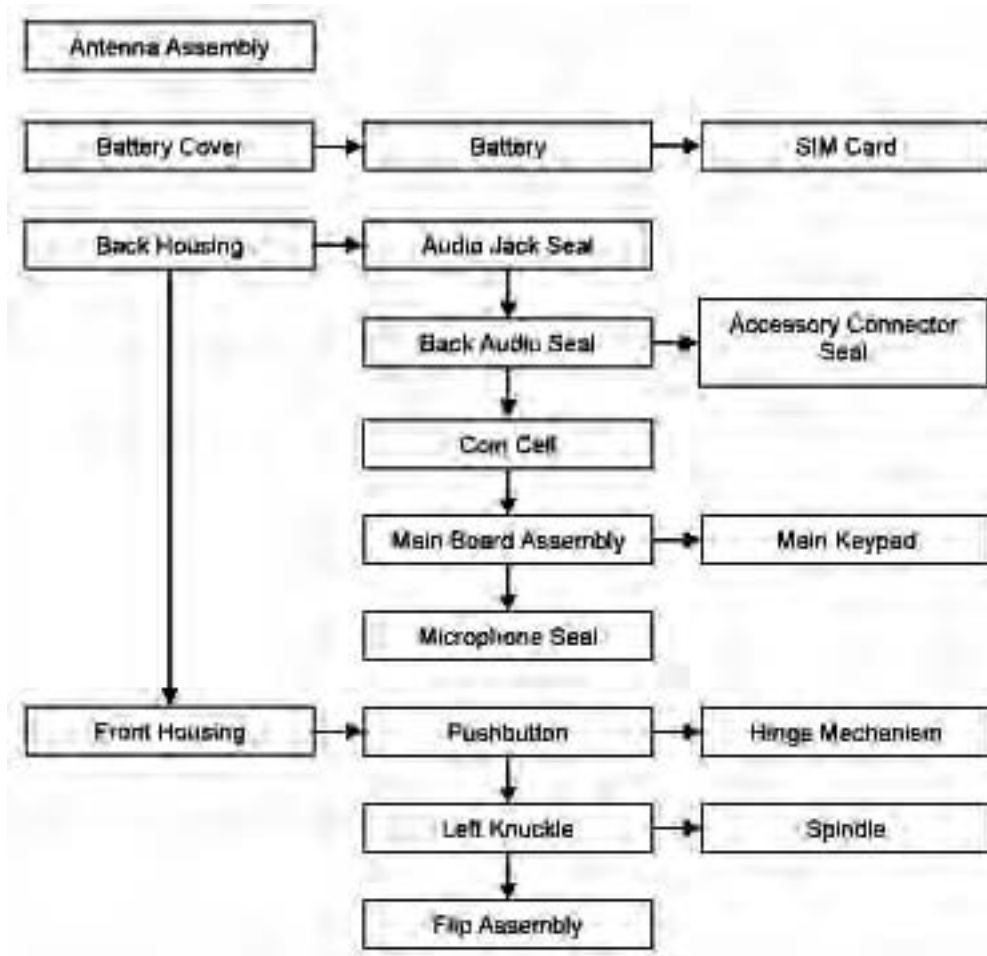 Antenna Assembly
Battery Cover
Battery
SIM Card
Back Housing
Audio Jack Seal
Back Audio Seal
Accessory Connector
Seal
Coin Cell
Main Board Assembly
Main Keypad
Microphone Seal
Front Housing
Pushbutton
Hinge Mechanism
Left Knuckle
Spindle
Flip Assembly